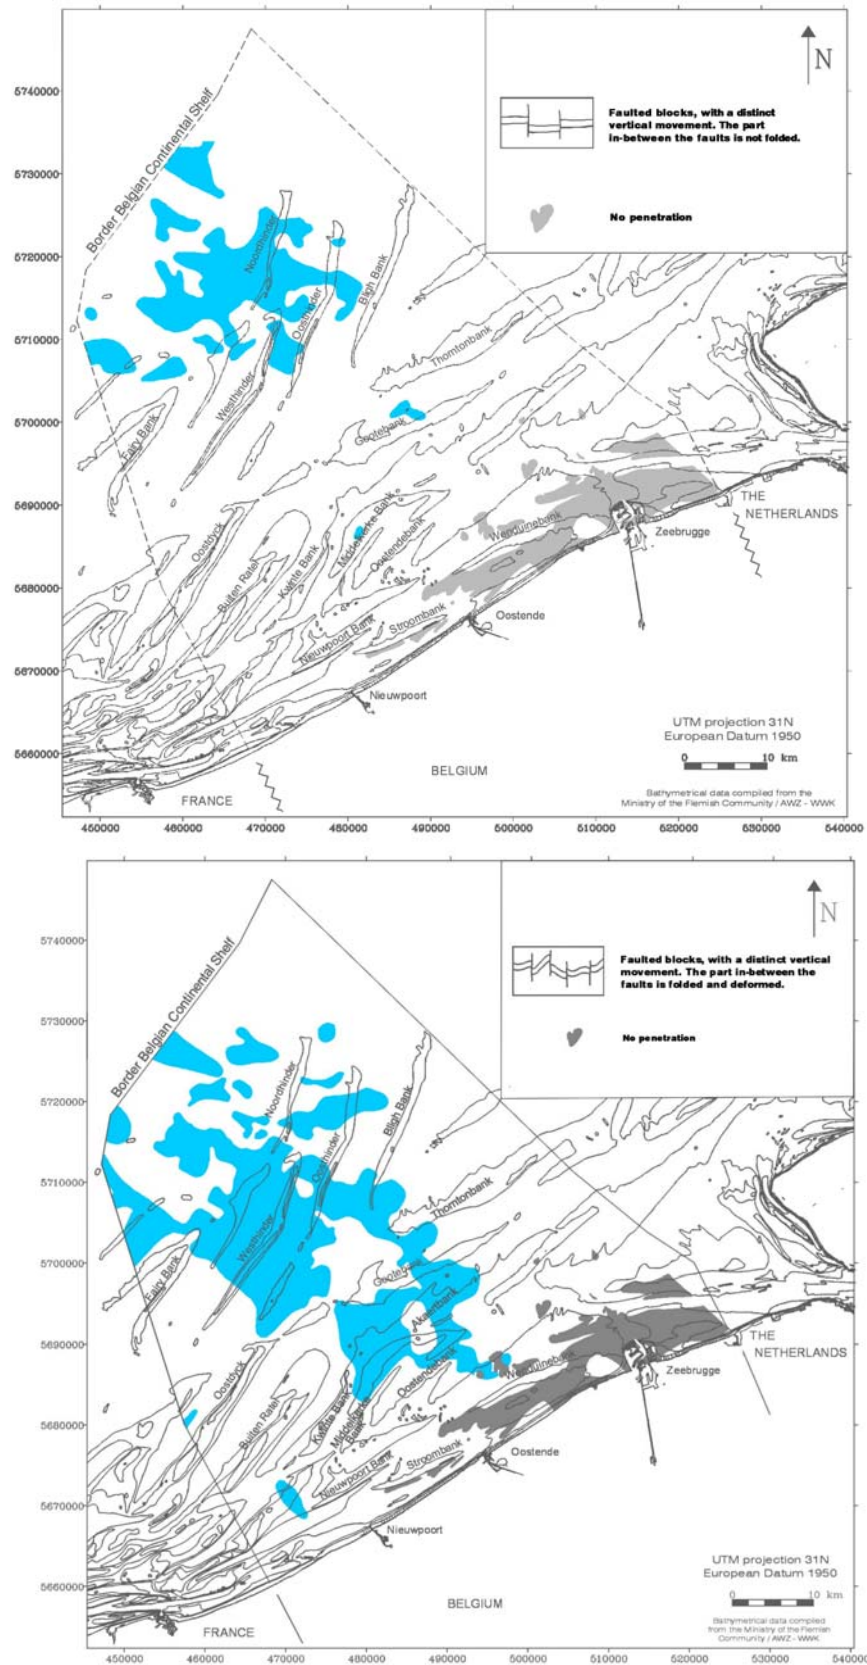 N
Faulted blocks, with a distinct
vertical movement. The part
in-between the faults is not folded.
No penetration
5740000
5730000
5720000
5710000
5700000
5690000
5680000
5670000
5660000
Border Belgian Continental Shelf
Noordhinder
Oosthinder
Bligh Bank
Thorntonbank
Westhinder
Fairy Bank
Gootebank
Oostdyck
Buiten Ratel
Kwinte Bank
Middelkerke Bank
Oostendebank
Wenduinebank
Nieuwpoort Bank
Stroombank
THE
NETHERLANDS
Zeebrugge
Oostende
Nieuwpoort
BELGIUM
FRANCE
UTM projection 31N
European Datum 1950
0 10 km
Bathymetrical data compiled from the
Ministry of the Flemish Community / AWZ - WWK
450000 460000 470000 480000 490000 500000 510000 520000 530000 540000
N
Faulted blocks, with a distinct vertical
movement. The part in-between the
faults is folded and deformed.
No penetration
5740000
5730000
5720000
5710000
5700000
5690000
5680000
5670000
5660000
Border Belgian Continental Shelf
Noordhinder
Oosthinder
Bligh Bank
Thorntonbank
Westhinder
Fairy Bank
Gootebank
Akkaertbank
Oostdyck
Buiten Ratel
Kwinte Bank
Middelkerke
Bank
Oostendebank
Wenduinebank
Nieuwpoort Bank
Stroombank
THE
NETHERLANDS
Zeebrugge
Oostende
Nieuwpoort
BELGIUM
FRANCE
UTM projection 31N
European Datum 1950
0 10 km
Bathymetrical data compiled
from the Ministry of the Flemish
Community / AWZ - WWK
450000 460000 470000 480000 490000 500000 510000 520000 530000 54000